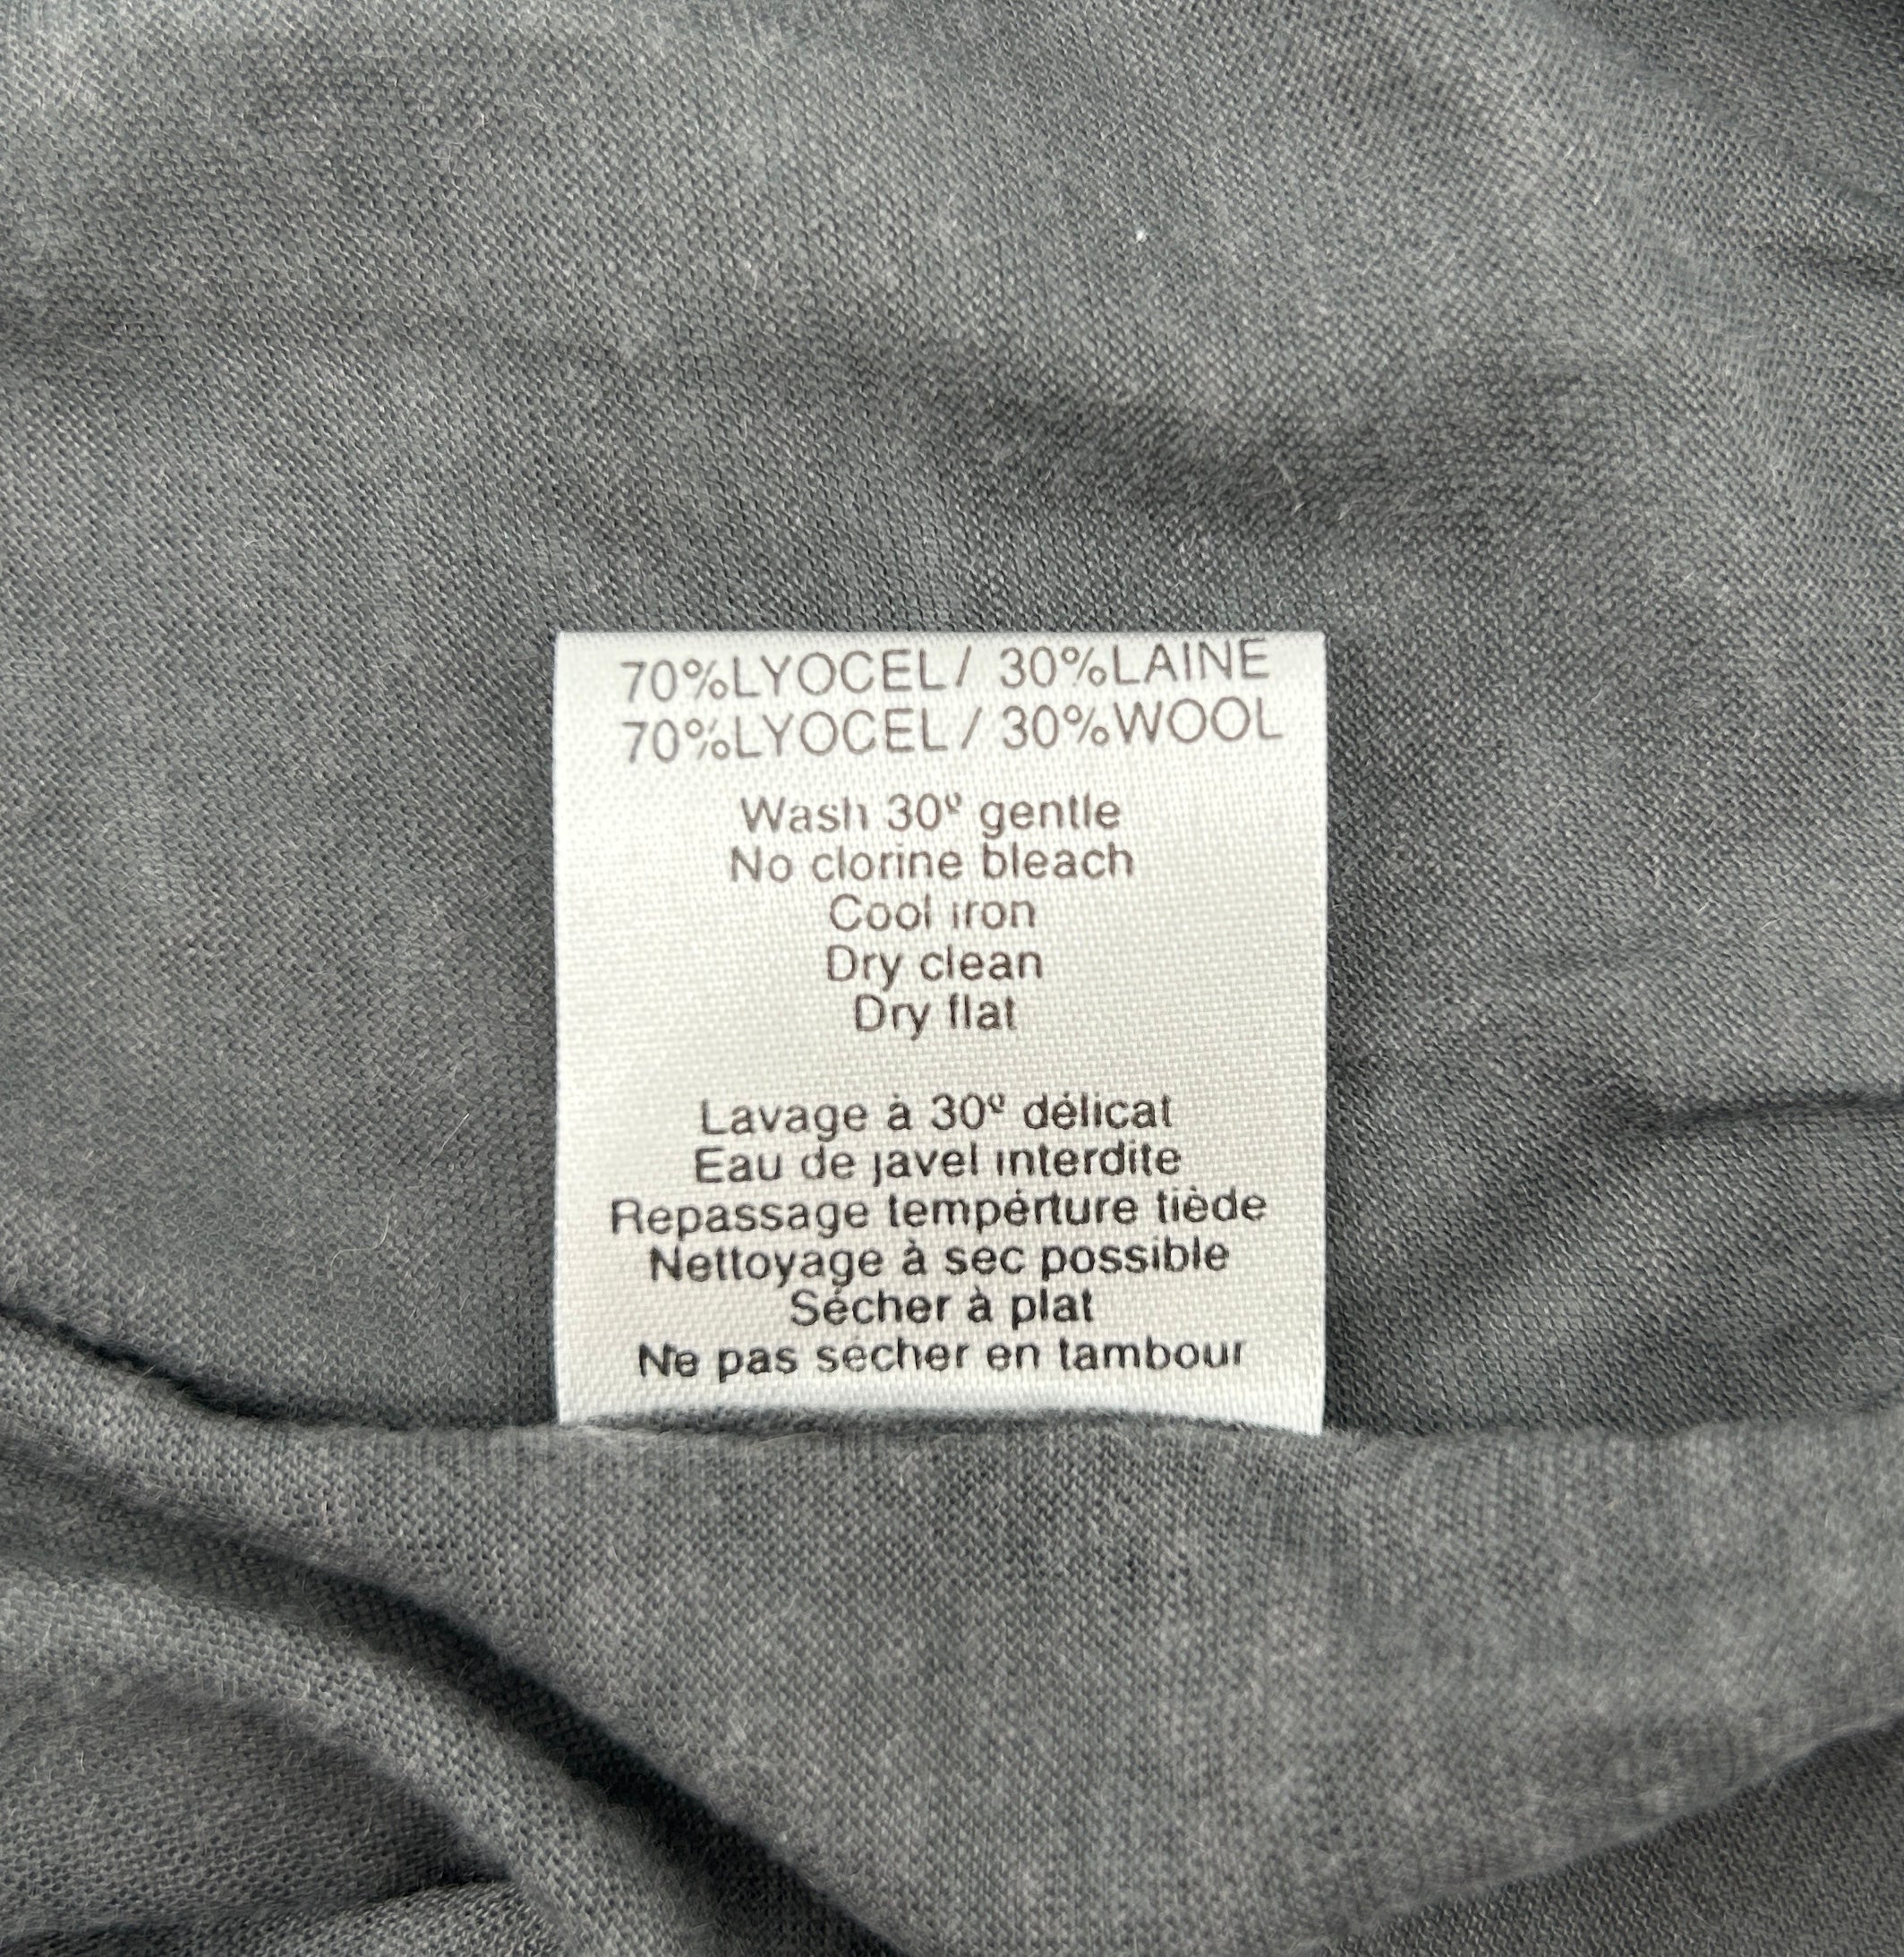 70%LYOCEL/ 30%LAINE
70%LYOCEL/ 30%WOOL
Wash 30º gentle
No clorine bleach
Cool iron
Dry clean
Dry flat
Lavage à 30º délicat
Eau de javel interdite
Repassage tempérture tiède
Nettoyage à sec possible
Sécher à plat
Ne pas sécher en tambour